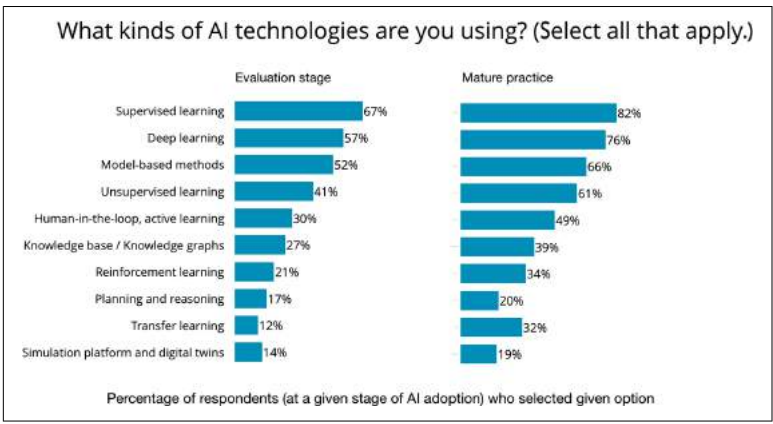 What kinds of AI technologies are you using? (Select all that apply.)
Evaluation stage Mature practice
Supervised learning 67% 82%
Deep learning 57% 76%
Model-based methods 52% 66%
Unsupervised learning 41% 61%
Human-in-the-loop, active learning 30% 49%
Knowledge base / Knowledge graphs 27% 39%
Reinforcement learning 21% 34%
Planning and reasoning 17% 20%
Transfer learning 12% 32%
Simulation platform and digital twins 14% 19%
Percentage of respondents (at a given stage of AI adoption) who selected given option